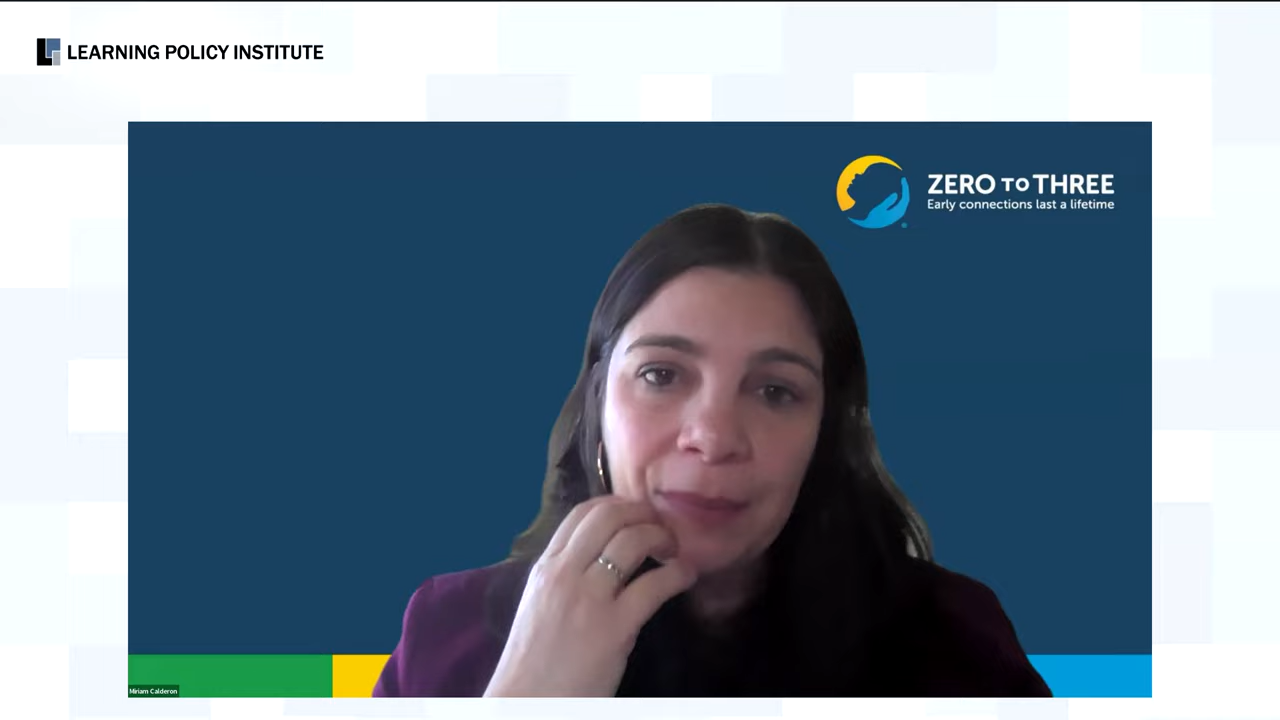 LEARNING POLICY INSTITUTE
ZERO TO THREE
Early connections last a lifetime
Miriam Calderon